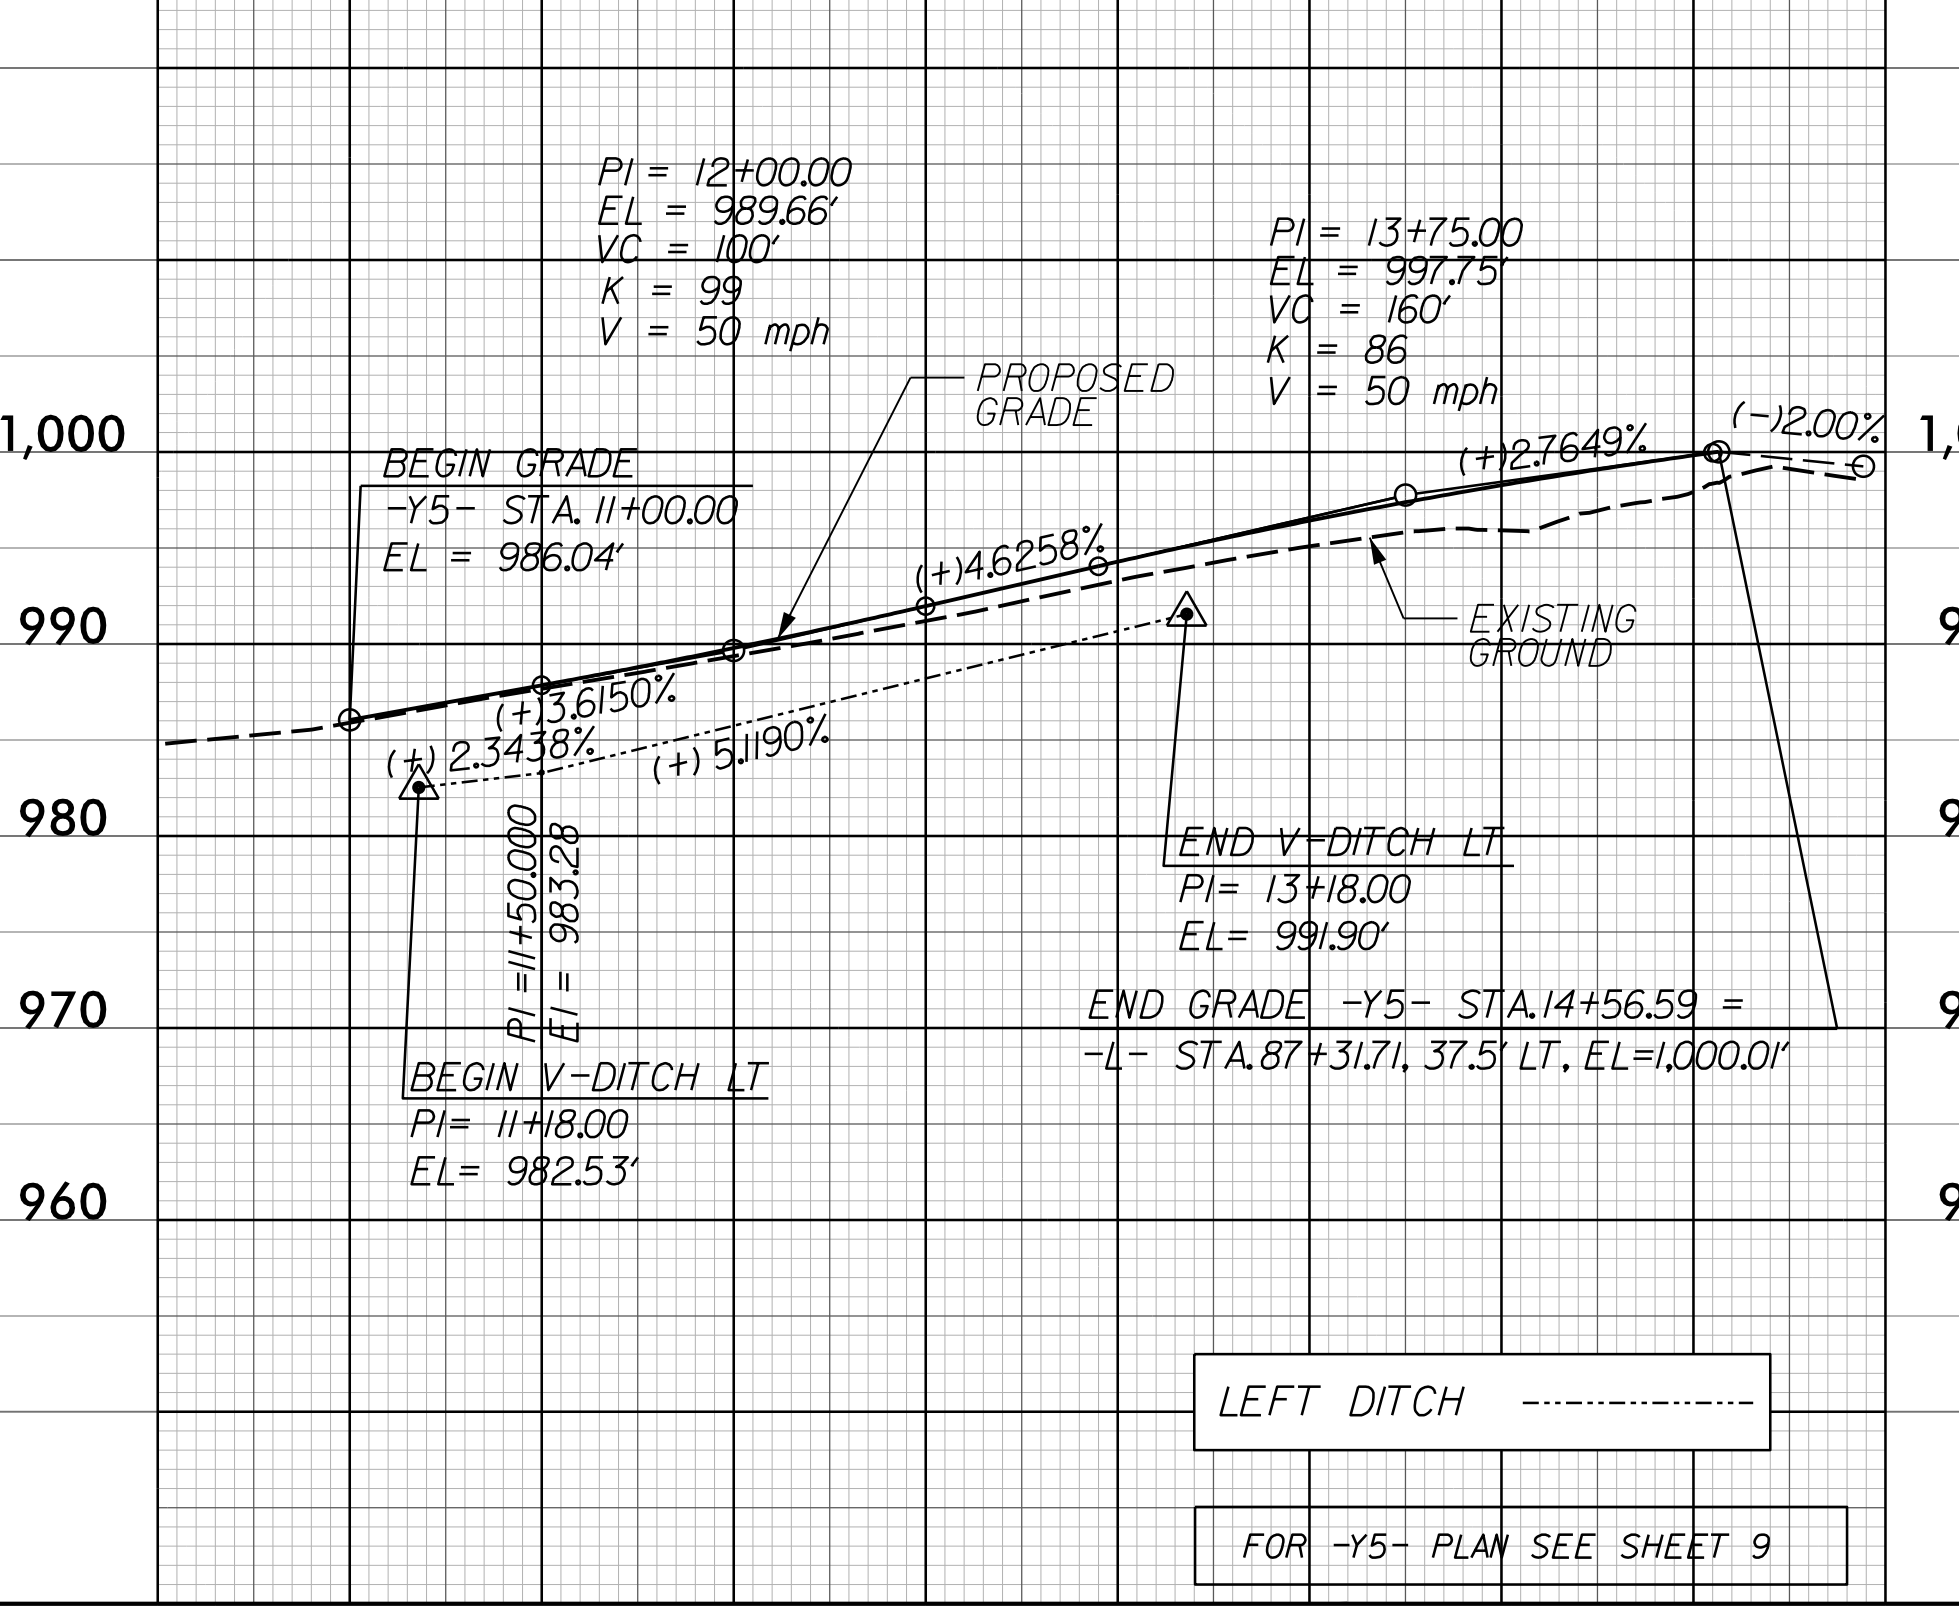 PI = 12+00.00
EL = 989.66'
VC = 100'
K = 99
V = 50 mph
PI = 13+75.00
EL = 997.75'
VC = 160'
K = 86
V = 50 mph
PROPOSED
GRADE
1,000
(+)2.7649%
(-)2.00%
BEGIN GRADE
-Y5- STA. 11+00.00
EL = 986.04'
(+)4.6258%
990
EXISTING
GROUND
(+)3.6150%
(+) 2.3438%
(+) 5.1190%
980
PI =11+50.000
El = 983.28
END V-DITCH LT
PI= 13+18.00
EL= 991.90'
970
END GRADE -Y5- STA.14+56.59 =
-L- STA.87+31.71, 37.5' LT, EL=1,000.01'
BEGIN V-DITCH LT
PI= 11+18.00
EL= 982.53'
960
LEFT DITCH
FOR -Y5- PLAN SEE SHEET 9